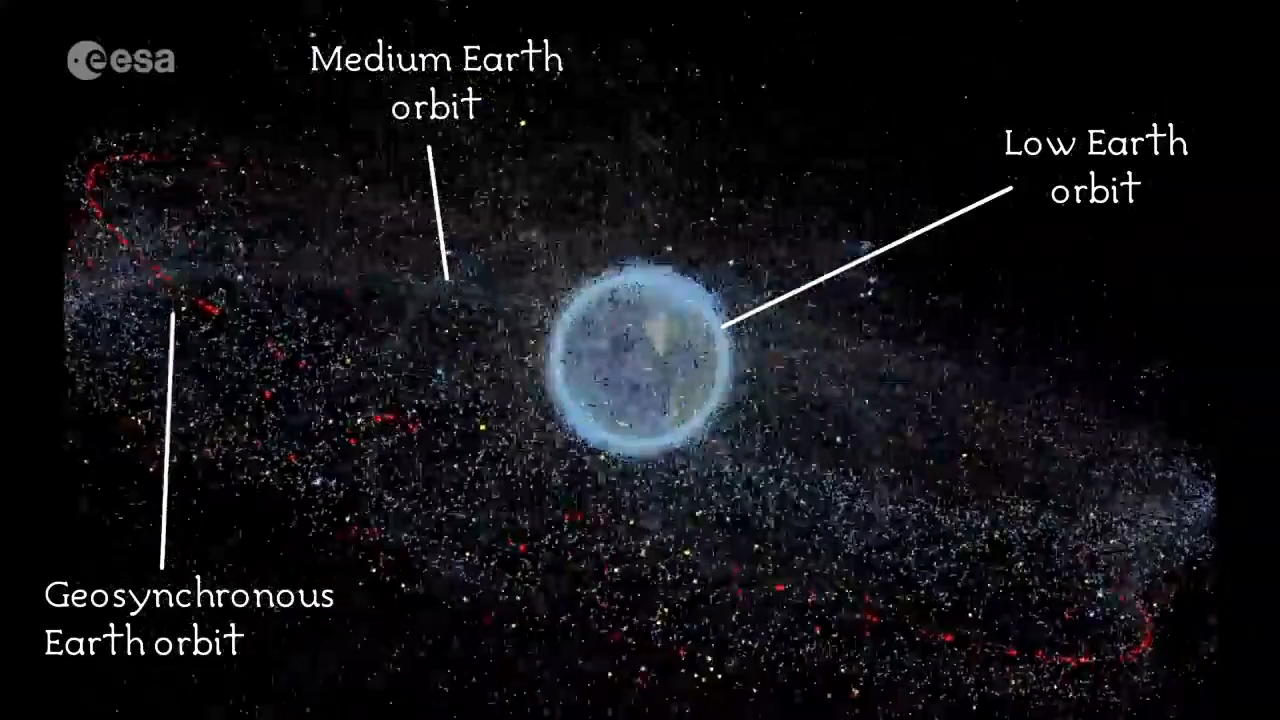 esa
Medium Earth
orbit
Low Earth
orbit
Geosynchronous
Earth orbit